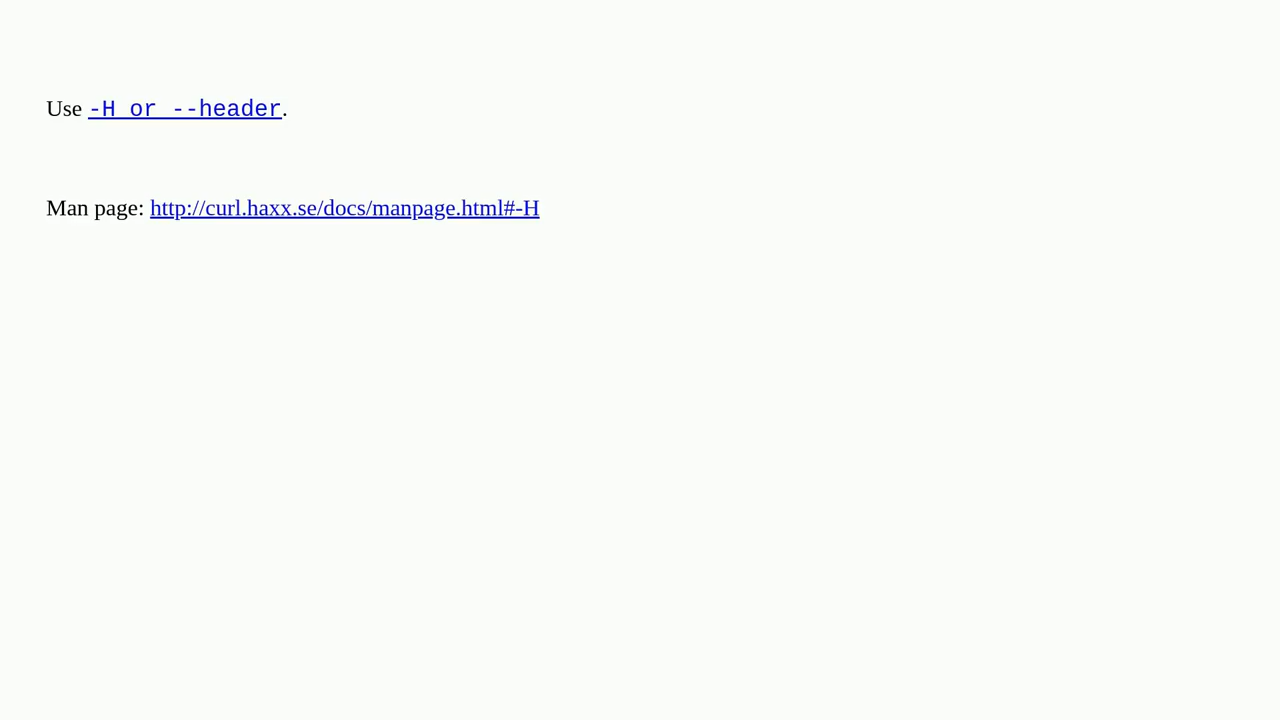 Use -H or --header.
Man page: http://curl.haxx.se/docs/manpage.html#-H